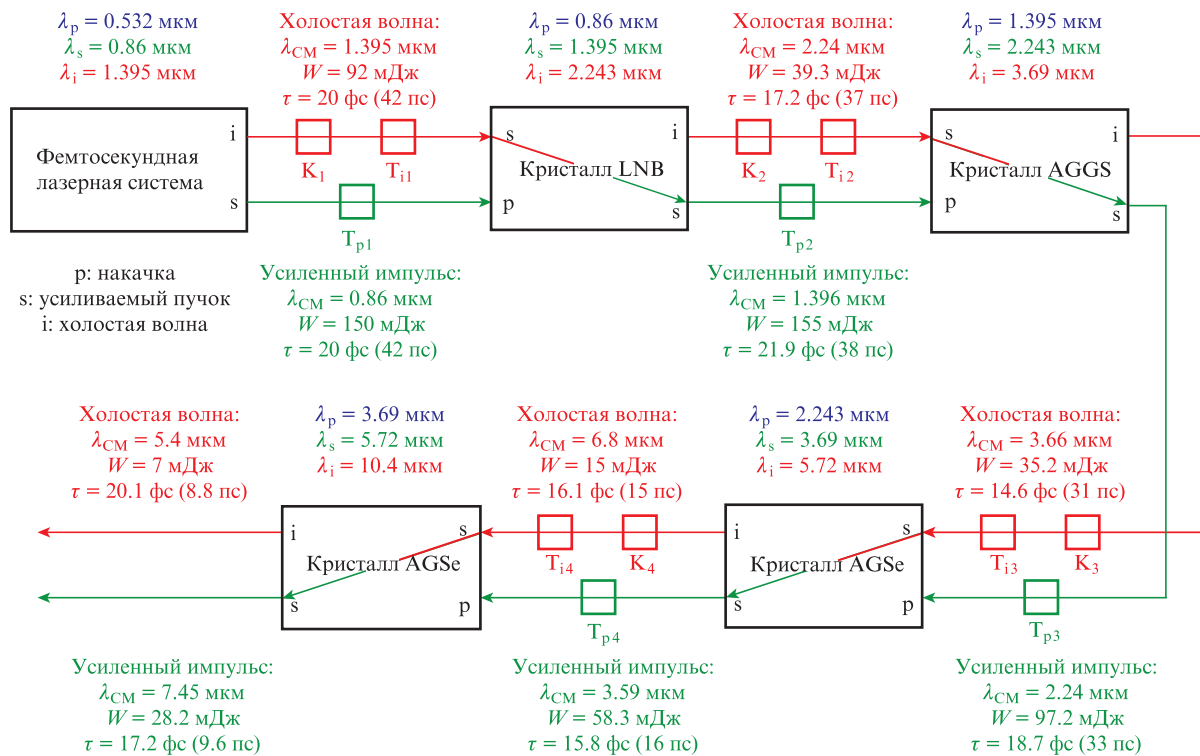 λp = 0.532 мкм
λs = 0.86 мкм
λi = 1.395 мкм
Холостая волна:
λCM = 1.395 мкм
W = 92 мДж
τ = 20 фс (42 пс)
λp = 0.86 мкм
λs = 1.395 мкм
λi = 2.243 мкм
Холостая волна:
λCM = 2.24 мкм
W = 39.3 мДж
τ = 17.2 фс (37 пс)
λp = 1.395 мкм
λs = 2.243 мкм
λi = 3.69 мкм
Фемтосекундная
лазерная система
i
s
K1
Ti1
Tp1
s
p
Кристалл LNB
i
s
K2
Ti2
Tp2
s
p
Кристалл AGGS
i
s
p: накачка
s: усиливаемый пучок
i: холостая волна
Усиленный импульс:
λCM = 0.86 мкм
W = 150 мДж
τ = 20 фс (42 пс)
Усиленный импульс:
λCM = 1.396 мкм
W = 155 мДж
τ = 21.9 фс (38 пс)
Холостая волна:
λCM = 5.4 мкм
W = 7 мДж
τ = 20.1 фс (8.8 пс)
λp = 3.69 мкм
λs = 5.72 мкм
λi = 10.4 мкм
Холостая волна:
λCM = 6.8 мкм
W = 15 мДж
τ = 16.1 фс (15 пс)
λp = 2.243 мкм
λs = 3.69 мкм
λi = 5.72 мкм
Холостая волна:
λCM = 3.66 мкм
W = 35.2 мДж
τ = 14.6 фс (31 пс)
i
s
Кристалл AGSe
s
p
Ti4
K4
Tp4
i
s
Кристалл AGSe
s
p
Ti3
K3
Tp3
Усиленный импульс:
λCM = 7.45 мкм
W = 28.2 мДж
τ = 17.2 фс (9.6 пс)
Усиленный импульс:
λCM = 3.59 мкм
W = 58.3 мДж
τ = 15.8 фс (16 пс)
Усиленный импульс:
λCM = 2.24 мкм
W = 97.2 мДж
τ = 18.7 фс (33 пс)